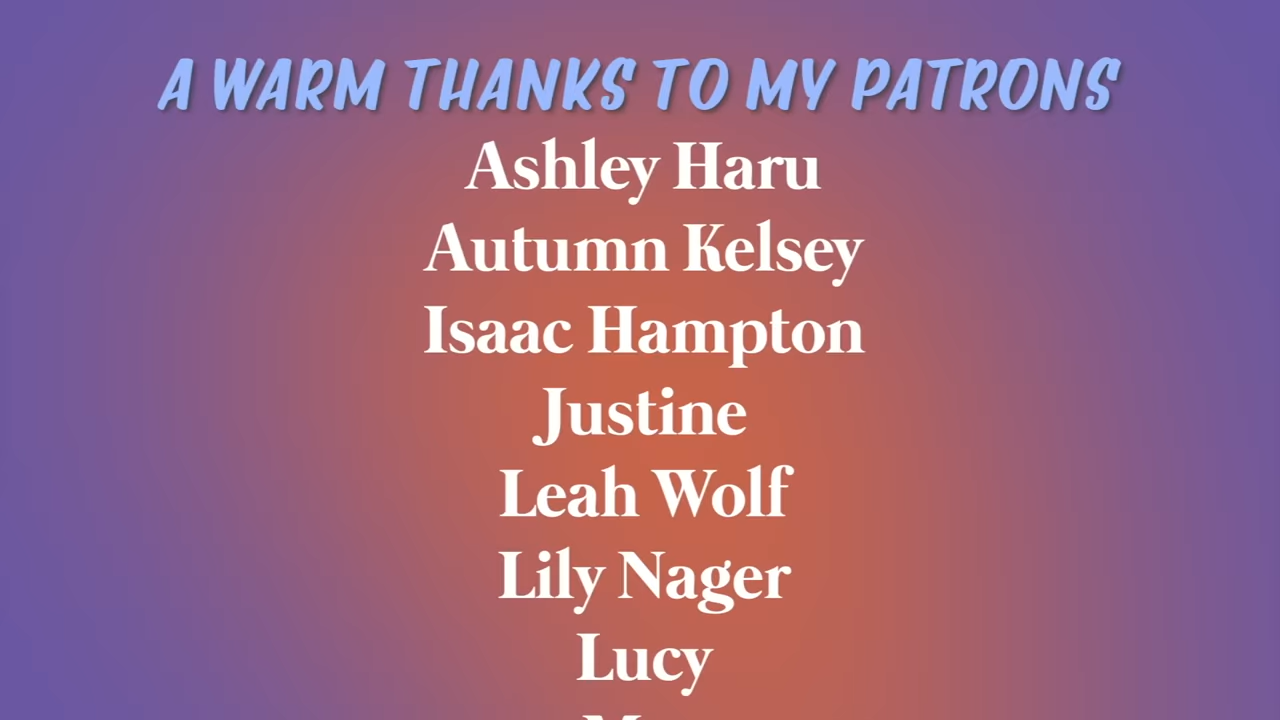 A WARM THANKS TO MY PATRONS
Ashley Haru
Autumn Kelsey
Isaac Hampton
Justine
Leah Wolf
Lily Nager
Lucy